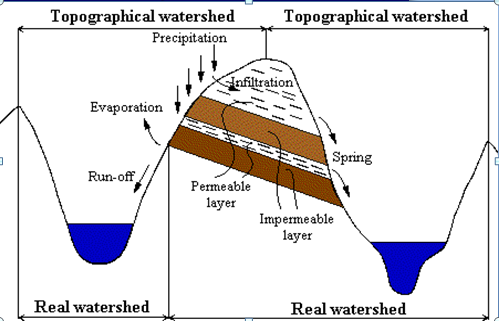 Topographical watershed
Topographical watershed
Precipitation
Infiltration
Evaporation
Run-off
Spring
Permeable
layer
Impermeable
layer
Real watershed
Real watershed